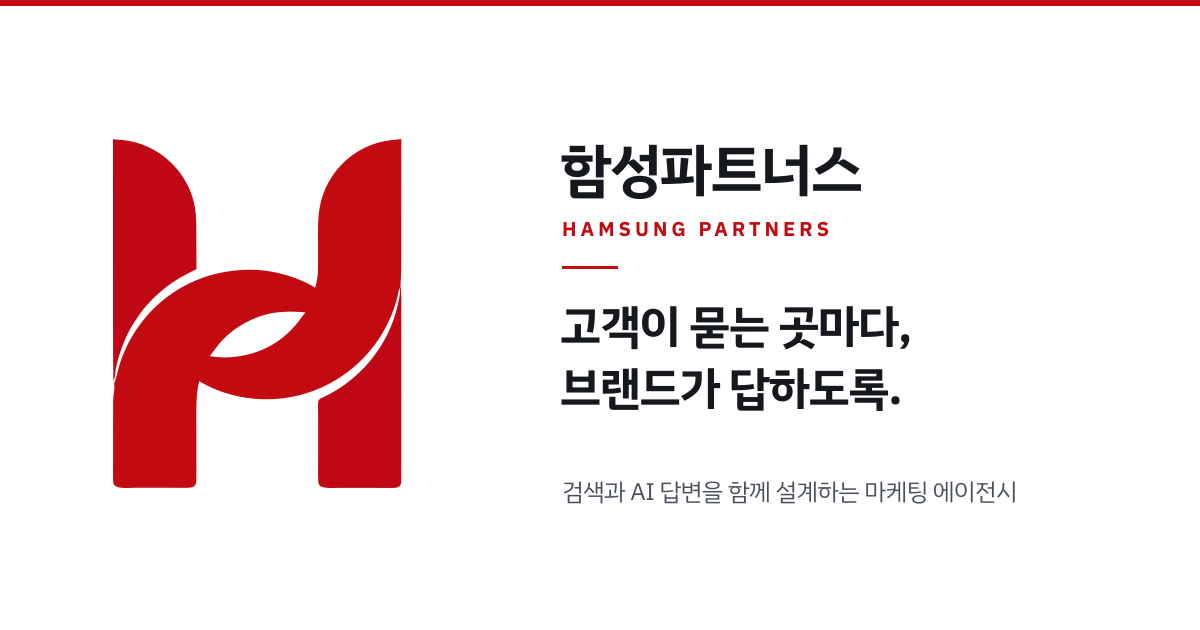 함성파트너스
HAMSUNG PARTNERS
고객이 묻는 곳마다,
브랜드가 답하도록.
검색과 AI 답변을 함께 설계하는 마케팅 에이전시